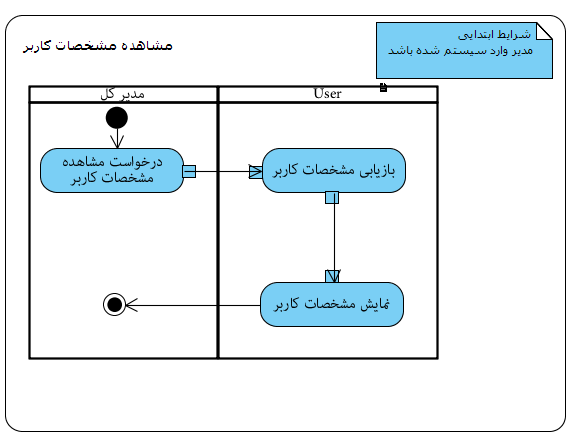 مشاهده مشخصات کاربر
شرایط ابتدایی
مدیر وارد سیستم شده باشد
مدیر کل
User
درخواست مشاهده
مشخصات کاربر
بازیابی مشخصات کاربر
نمایش مشخصات کاربر